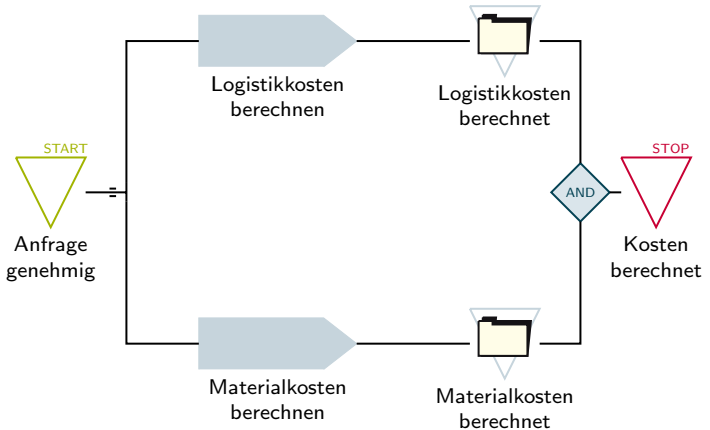 Logistikkosten
berechnen
Logistikkosten
berechnet
START
Anfrage
genehmig
AND
STOP
Kosten
berechnet
Materialkosten
berechnen
Materialkosten
berechnet